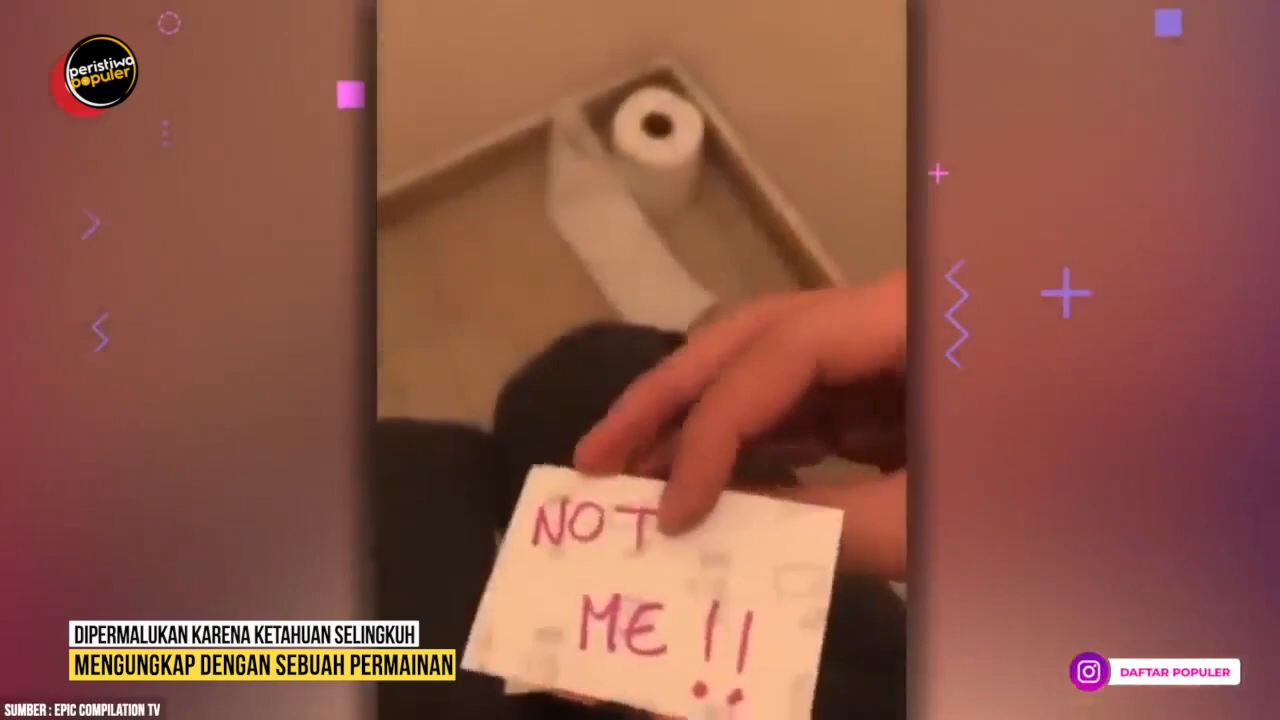 peristiwa
populer
NOT
ME!!
DIPERMALUKAN KARENA KETAHUAN SELINGKUH
MENGUNGKAP DENGAN SEBUAH PERMAINAN
DAFTAR POPULER
SUMBER : EPIC COMPILATION TV